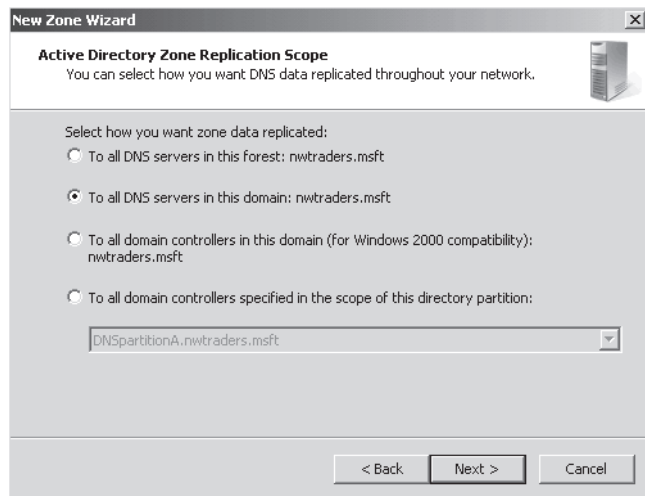 New Zone Wizard
Active Directory Zone Replication Scope
You can select how you want DNS data replicated throughout your network.
Select how you want zone data replicated:
To all DNS servers in this forest: nwtraders.msft
To all DNS servers in this domain: nwtraders.msft
To all domain controllers in this domain (for Windows 2000 compatibility):
nwtraders.msft
To all domain controllers specified in the scope of this directory partition:
DNSpartitionA.nwtraders.msft
< Back Next > Cancel